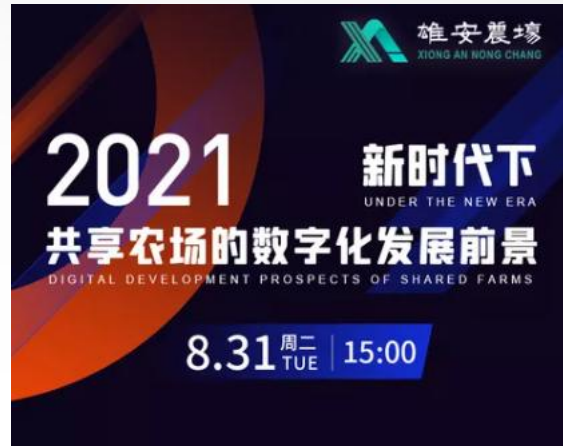 雄安農場
XIONG AN NONG CHANG
2021
新时代下
UNDER THE NEW ERA
共享农场的数字化发展前景
DIGITAL DEVELOPMENT PROSPECTS OF SHARED FARMS
8.31 周二 TUE 15:00